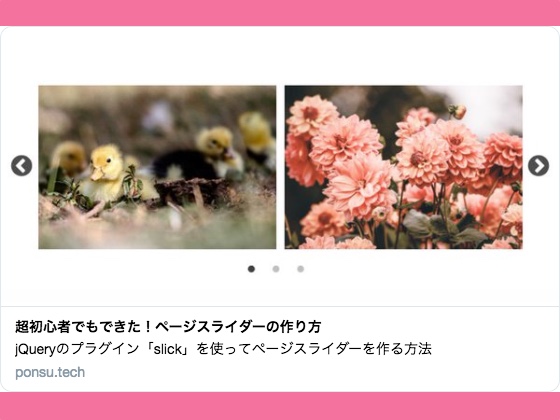 超初心者でもできた！ページスライダーの作り方
jQueryのプラグイン「slick」を使ってページスライダーを作る方法
ponsu.tech